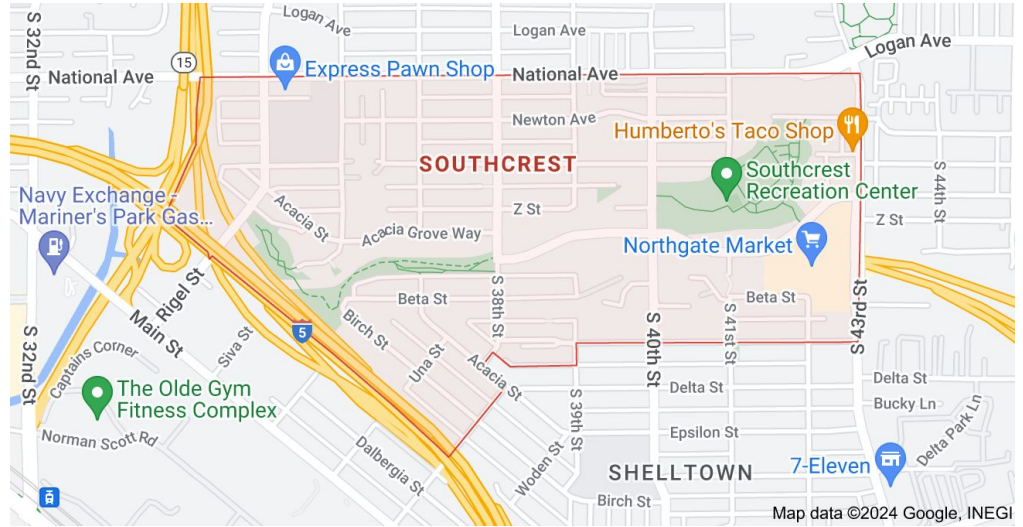 Logan Ave
Logan Ave
Logan Ave
S 32nd St
15
National Ave
Express Pawn Shop
National Ave
Newton Ave
Humberto's Taco Shop
SOUTHCREST
Southcrest
Recreation Center
S 44th St
Navy Exchange -
Mariner's Park Gas...
Acacia St
Z St
Z St
Acacia Grove Way
Northgate Market
Rigel St
Main St
S 38th St
Beta St
Beta St
Birch St
5
S 40th St
S 41st St
S 43rd St
S 32nd St
Captains Corner
Siva St
Una St
Acacia St
The Olde Gym
Fitness Complex
Delta St
Delta St
S 39th St
Bucky Ln
Delta Park Ln
Norman Scott Rd
Dalbergia St
Woden St
Epsilon St
SHELLTOWN
7-Eleven
Birch St
Map data ©2024 Google, INEGI